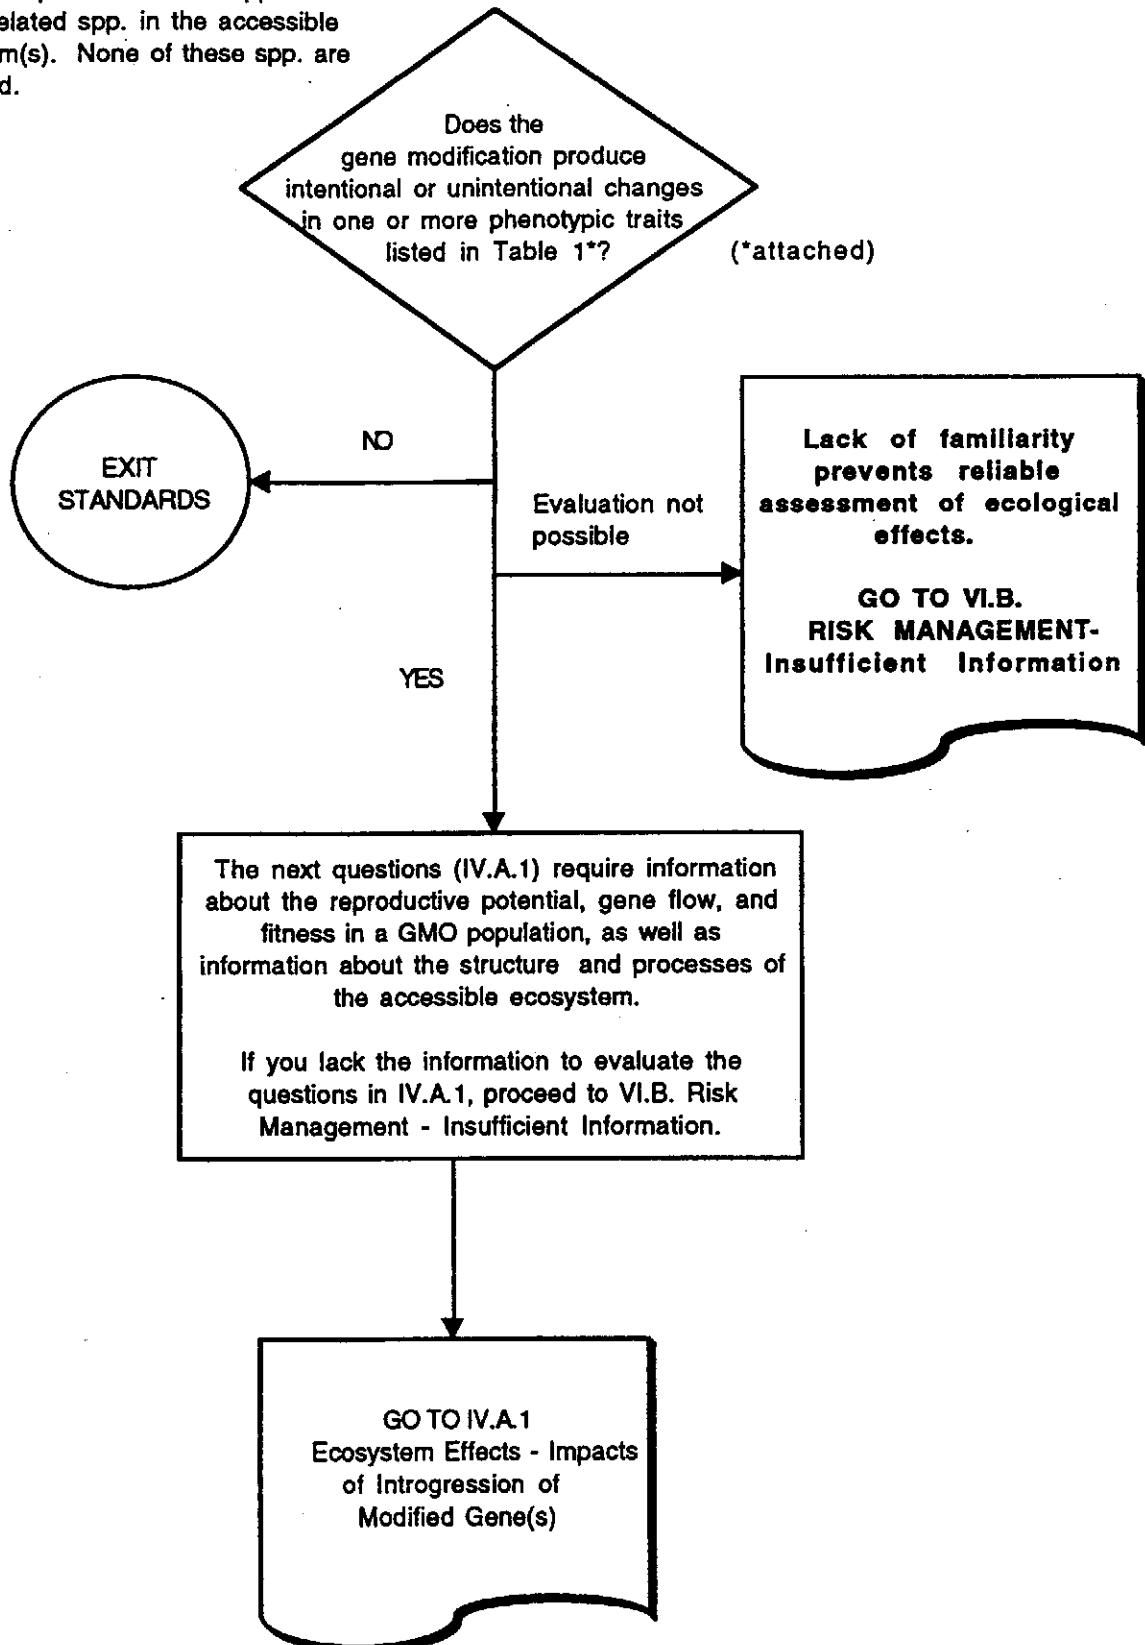 elated spp. in the accessible
m(s). None of these spp. are
d.
Does the
gene modification produce
intentional or unintentional changes
in one or more phenotypic traits
listed in Table 1*?
(*attached)
NO
EXIT
STANDARDS
Evaluation not
possible
Lack of familiarity
prevents reliable
assessment of ecological
effects.
GO TO VI.B.
RISK MANAGEMENT-
Insufficient Information
YES
The next questions (IV.A.1) require information
about the reproductive potential, gene flow, and
fitness in a GMO population, as well as
information about the structure and processes of
the accessible ecosystem.
If you lack the information to evaluate the
questions in IV.A.1, proceed to VI.B. Risk
Management - Insufficient Information.
GO TO IV.A.1
Ecosystem Effects - Impacts
of Introgression of
Modified Gene(s)